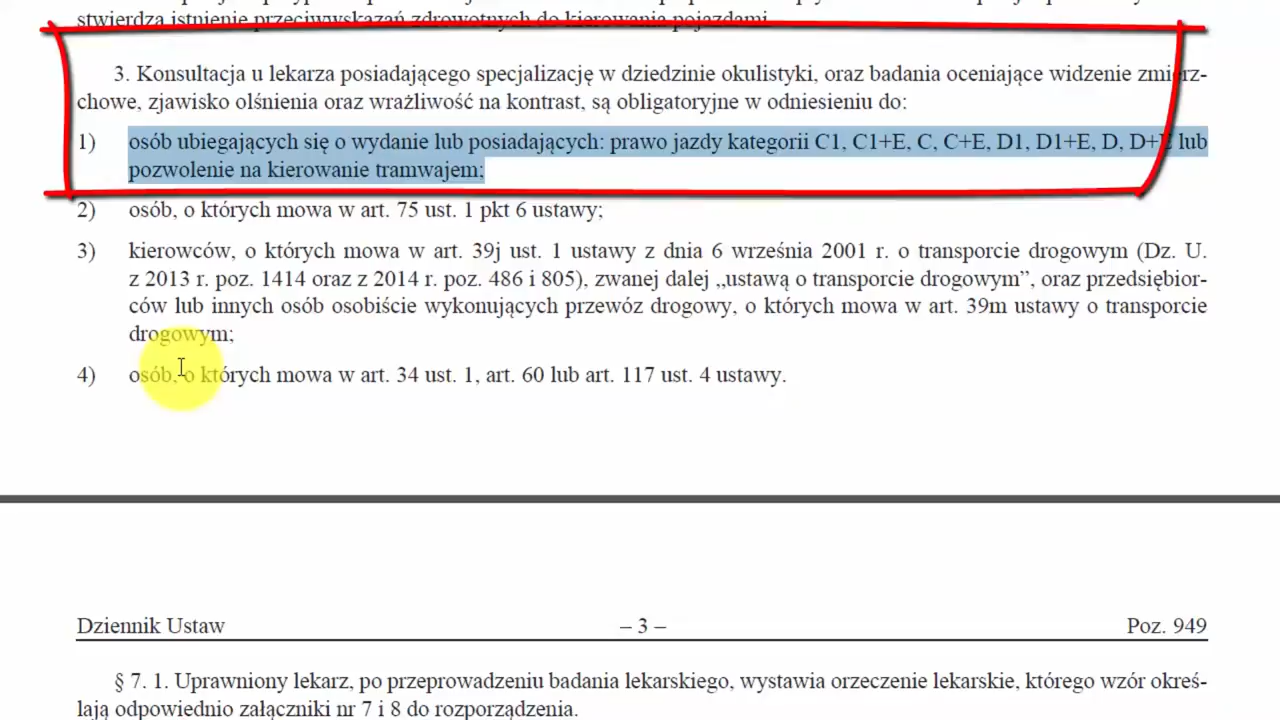 stwierdza istnienie przeciwwskazań zdrowotnych do kierowania pojazdami.
3. Konsultacja u lekarza posiadającego specjalizację w dziedzinie okulistyki, oraz badania oceniające widzenie zmierz-
chowe, zjawisko olśnienia oraz wrażliwość na kontrast, są obligatoryjne w odniesieniu do:
1) osób ubiegających się o wydanie lub posiadających: prawo jazdy kategorii C1, C1+E, C, C+E, D1, D1+E, D, D+E lub
pozwolenie na kierowanie tramwajem;
2) osób, o których mowa w art. 75 ust. 1 pkt 6 ustawy;
3) kierowców, o których mowa w art. 39j ust. 1 ustawy z dnia 6 września 2001 r. o transporcie drogowym (Dz. U.
z 2013 r. poz. 1414 oraz z 2014 r. poz. 486 i 805), zwanej dalej „ustawą o transporcie drogowym”, oraz przedsiębior-
ców lub innych osób osobiście wykonujących przewóz drogowy, o których mowa w art. 39m ustawy o transporcie
drogowym;
4) osób, o których mowa w art. 34 ust. 1, art. 60 lub art. 117 ust. 4 ustawy.
Dziennik Ustaw – 3 – Poz. 949
§ 7. 1. Uprawniony lekarz, po przeprowadzeniu badania lekarskiego, wystawia orzeczenie lekarskie, którego wzór okreś-
lają odpowiednio załączniki nr 7 i 8 do rozporządzenia.